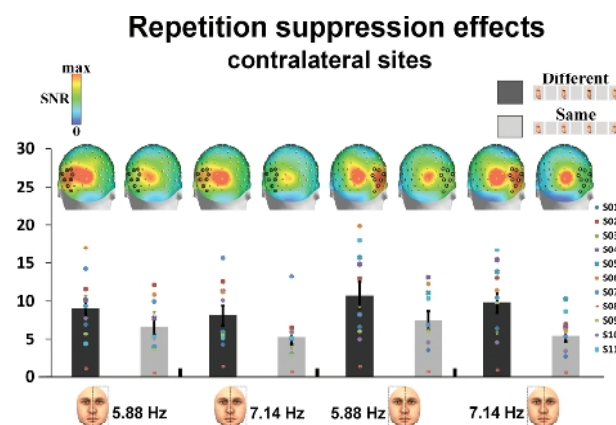 Repetition suppression effects
contralateral sites
max
SNR
0
Different
Same
30
25
20
15
10
5
0
S01
S02
S03
S04
S05
S06
S07
S08
S09
S10
S11
5.88 Hz
7.14 Hz
5.88 Hz
7.14 Hz